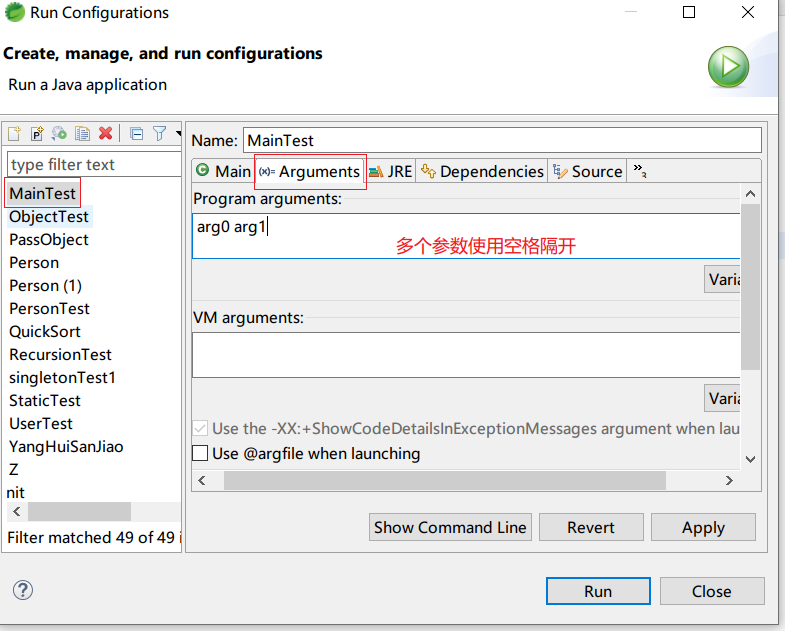 Run Configurations
Create, manage, and run configurations
Run a Java application
type filter text
MainTest
ObjectTest
PassObject
Person
Person (1)
PersonTest
QuickSort
RecursionTest
singletonTest1
StaticTest
UserTest
YangHuiSanJiao
Z
nit
Filter matched 49 of 49 i
Name: MainTest
Main (x)= Arguments JRE Dependencies Source »2
Program arguments:
arg0 arg1
多个参数使用空格隔开
Varia
VM arguments:
Varia
Use the -XX:+ShowCodeDetailsInExceptionMessages argument when lau
Use @argfile when launching
Show Command Line Revert Apply
Run Close